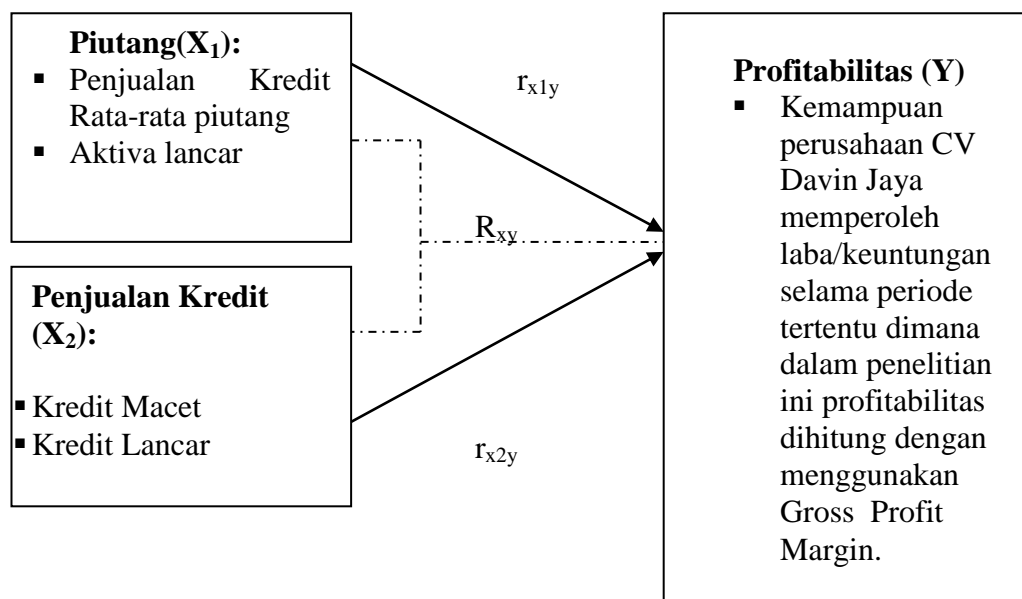 Piutang(X₁):
▪ Penjualan Kredit
Rata-rata piutang
▪ Aktiva lancar
Penjualan Kredit
(X₂):
▪ Kredit Macet
▪ Kredit Lancar
rₓ₁y
Rxy
rₓ₂y
Profitabilitas (Y)
▪ Kemampuan
perusahaan CV
Davin Jaya
memperoleh
laba/keuntungan
selama periode
tertentu dimana
dalam penelitian
ini profitabilitas
dihitung dengan
menggunakan
Gross Profit
Margin.